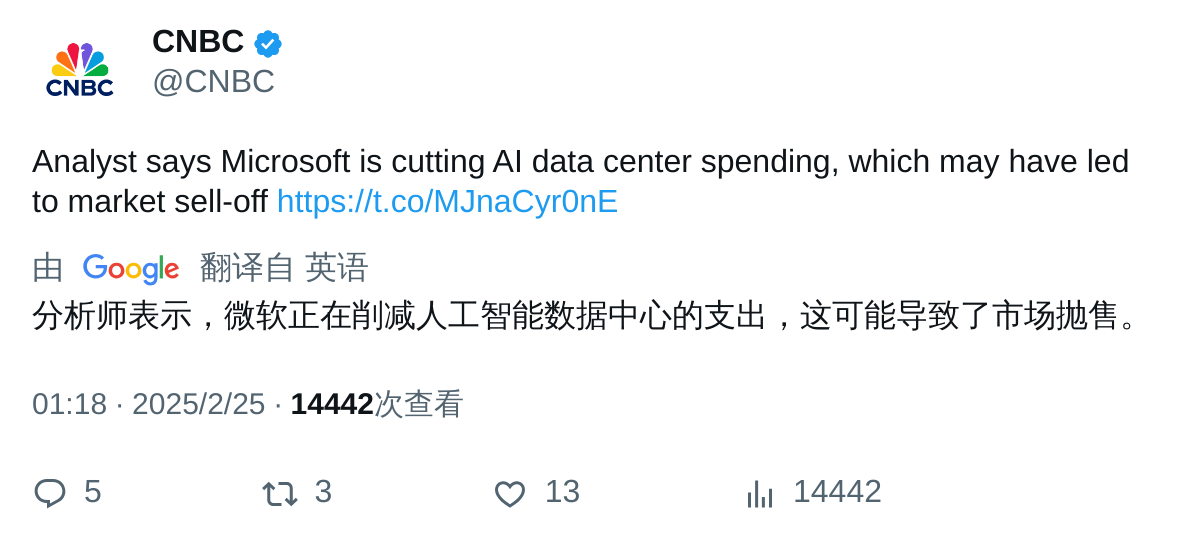 CNBC
CNBC
@CNBC
Analyst says Microsoft is cutting AI data center spending, which may have led
to market sell-off https://t.co/MJnaCyr0nE
由 Google 翻译自 英语
分析师表示，微软正在削减人工智能数据中心的支出，这可能导致了市场抛售。
01:18 · 2025/2/25 · 14442次查看
5 3 13 14442